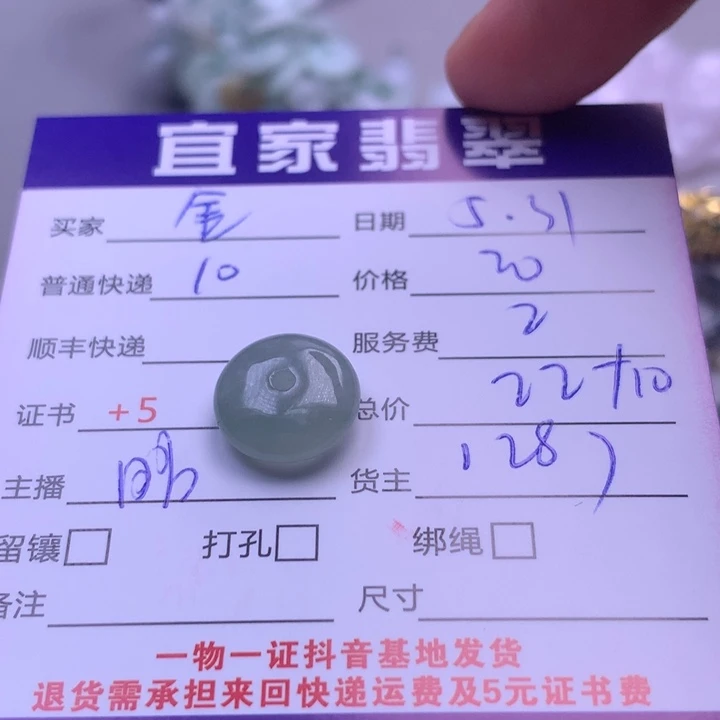 宜家翡翠
买家 金 日期 5.31
普通快递 10 价格 20
顺丰快递 服务费 2
证书 +5 总价 22+10
主播 货主 128
留镶 打孔 绑绳
备注 尺寸
一物一证抖音基地发货
退货需承担来回快递运费及5元证书费